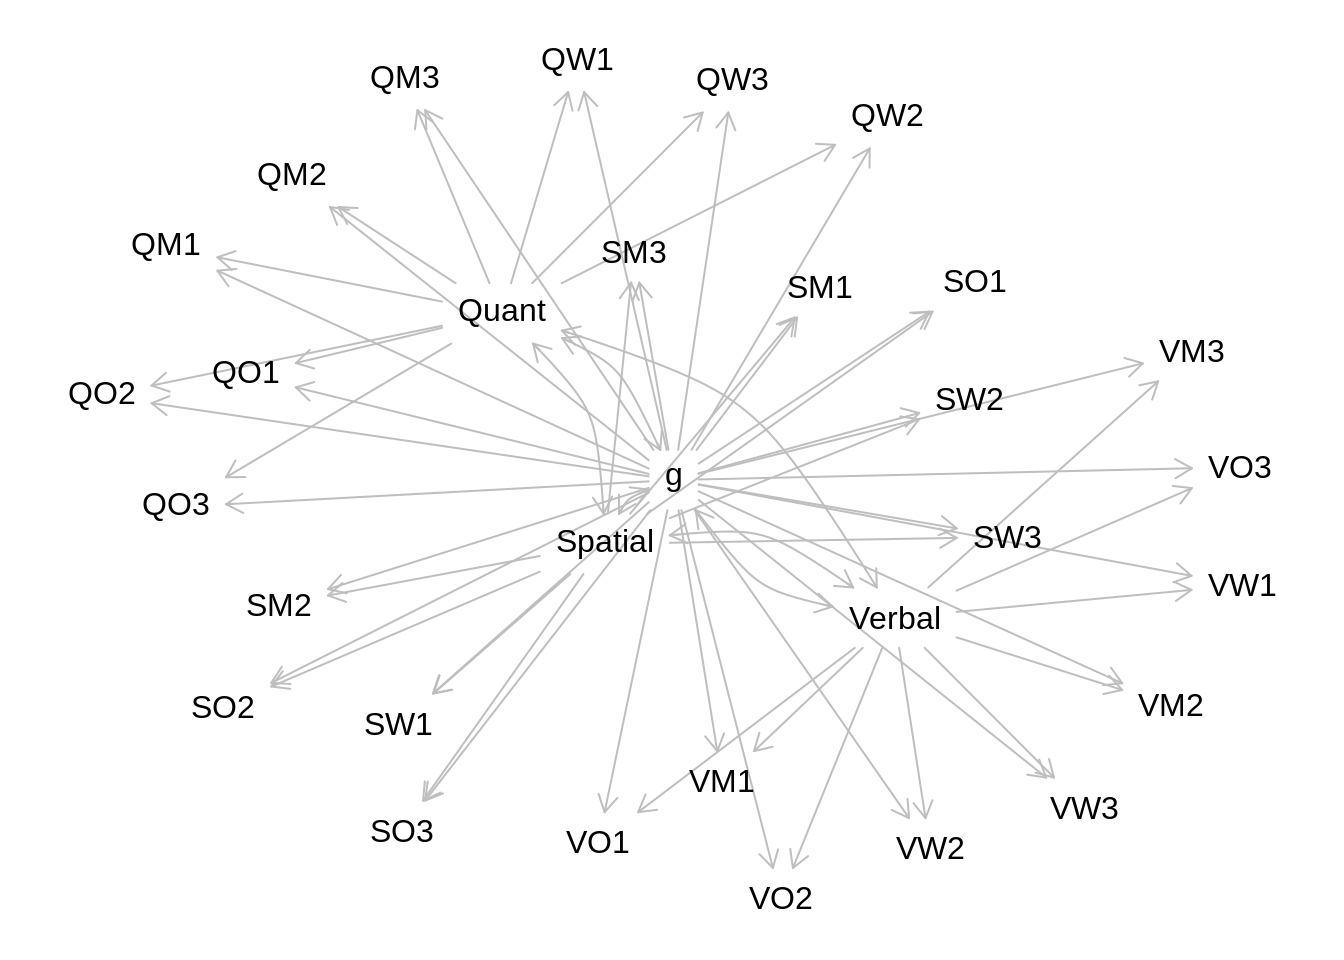 QW1
QM3
QW3
QW2
QM2
QM1
SM3
SO1
SM1
Quant
VM3
QO1
QO2
SW2
VO3
g
QO3
SW3
Spatial
VW1
SM2
Verbal
VM2
SO2
SW1
VM1
VW3
SO3
VO1
VW2
VO2